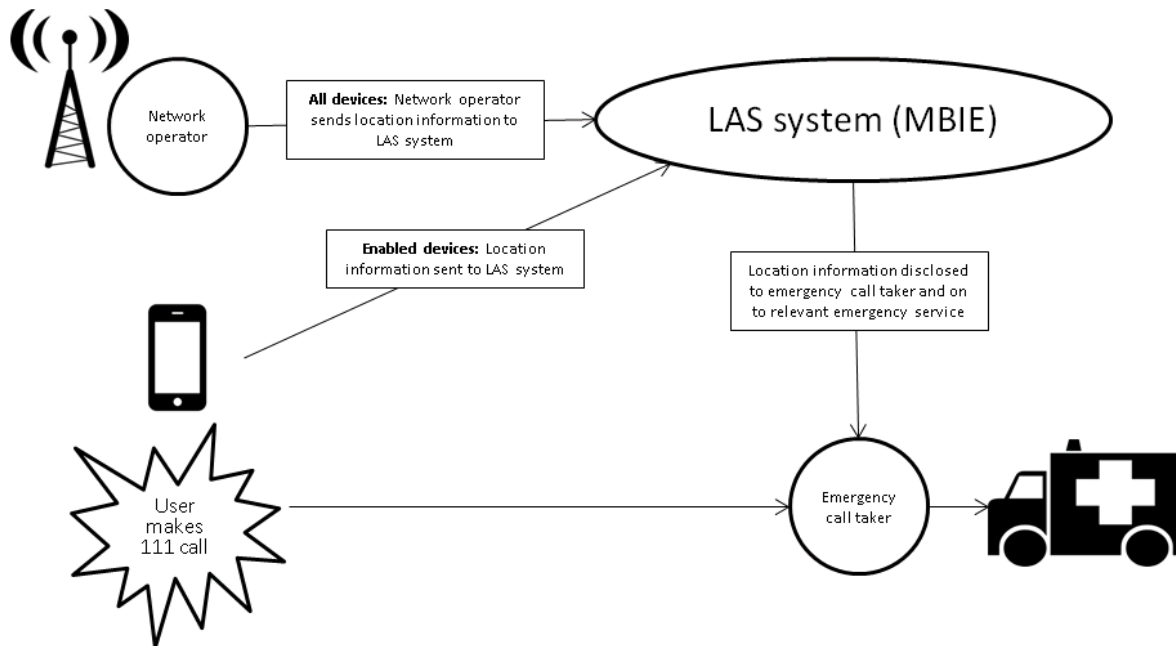 Network
operator
All devices: Network operator
sends location information to
LAS system
LAS system (MBIE)
Enabled devices: Location
information sent to LAS system
Location information disclosed
to emergency call taker and on
to relevant emergency service
User
makes
111 call
Emergency
call taker